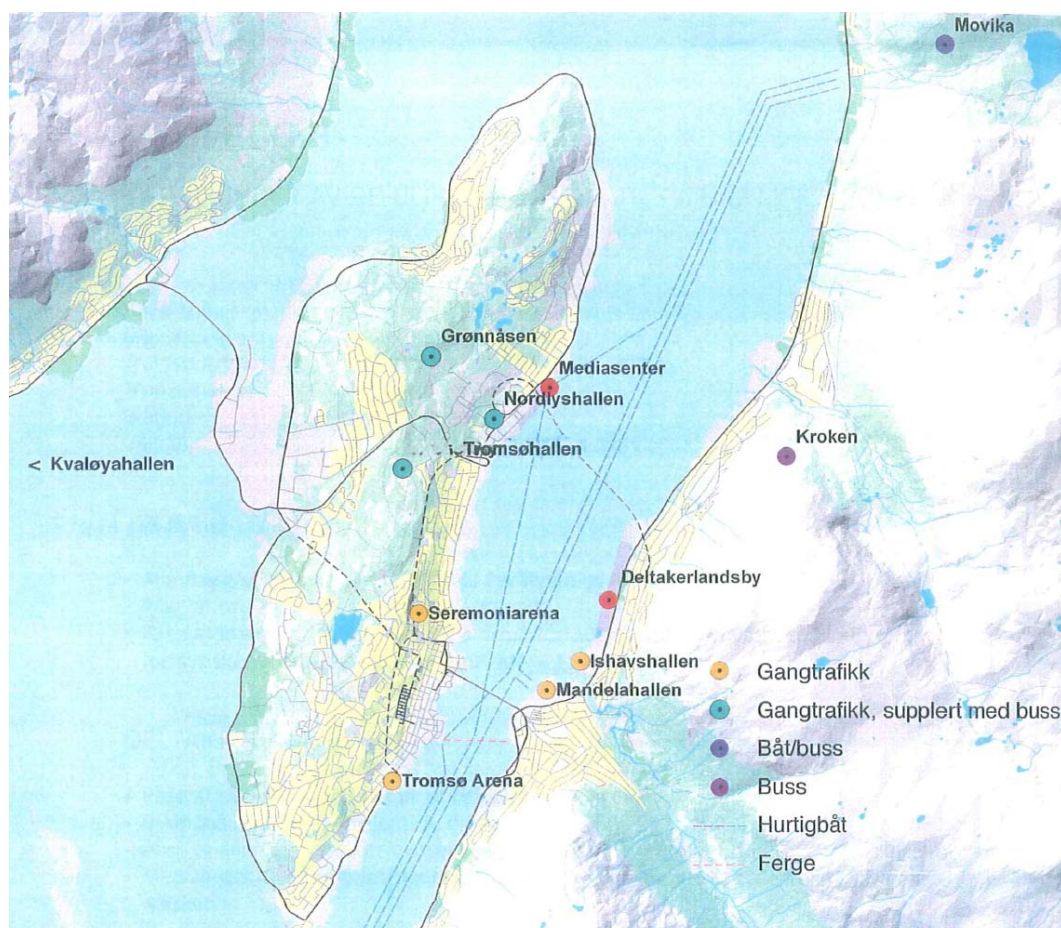 Movika
Grønnåsen
Mediasenter
Nordlyshallen
Kroken
Tromsøhallen
< Kvaløyahallen
Deltakerlandsby
Seremoniarena
Ishavshallen
Mandelahallen
Tromsø Arena
Gangtrafikk
Gangtrafikk, supplert med buss
Båt/buss
Buss
Hurtigbåt
Ferge